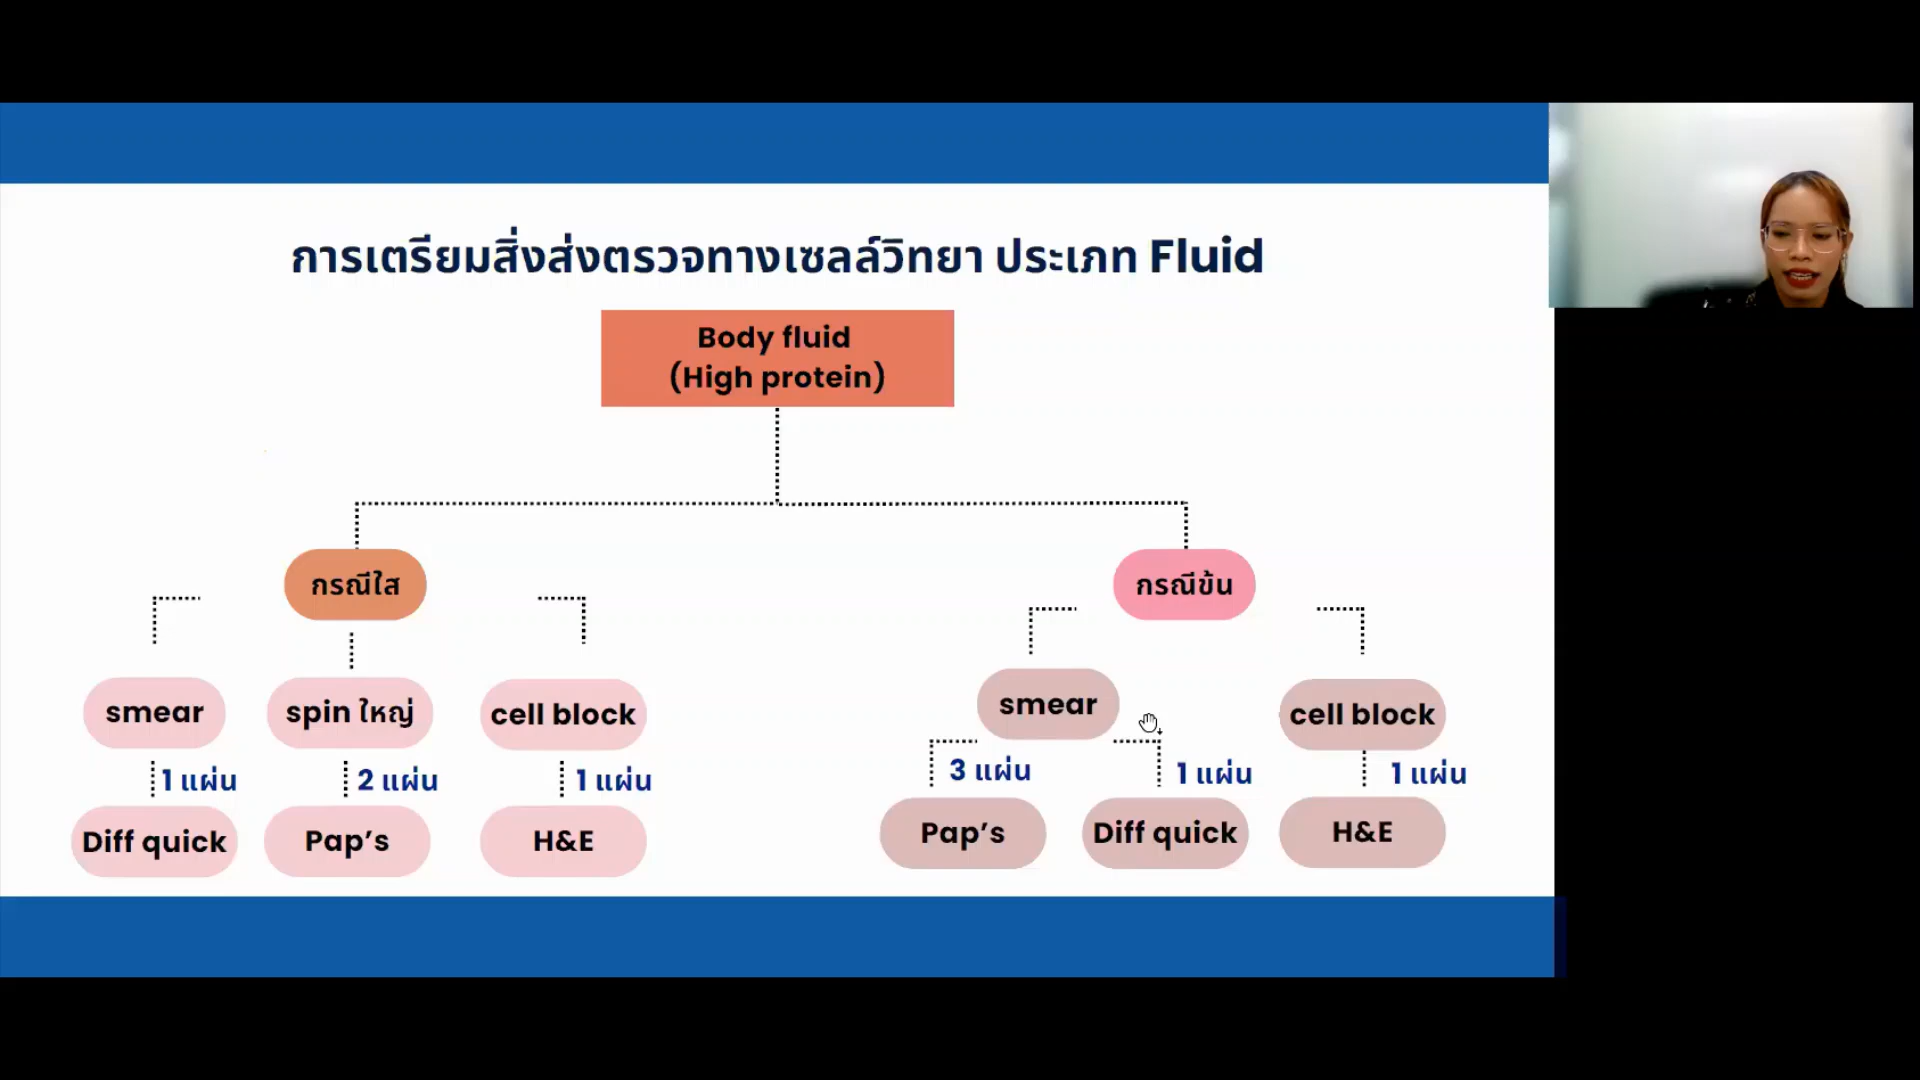 การเตรียมสิ่งส่งตรวจทางเซลล์วิทยา ประเภท Fluid
Body fluid
(High protein)
กรณีใส
กรณีข้น
smear
spin ใหญ่
cell block
smear
cell block
1 แผ่น
2 แผ่น
1 แผ่น
3 แผ่น
1 แผ่น
1 แผ่น
Diff quick
Pap’s
H&E
Pap’s
Diff quick
H&E